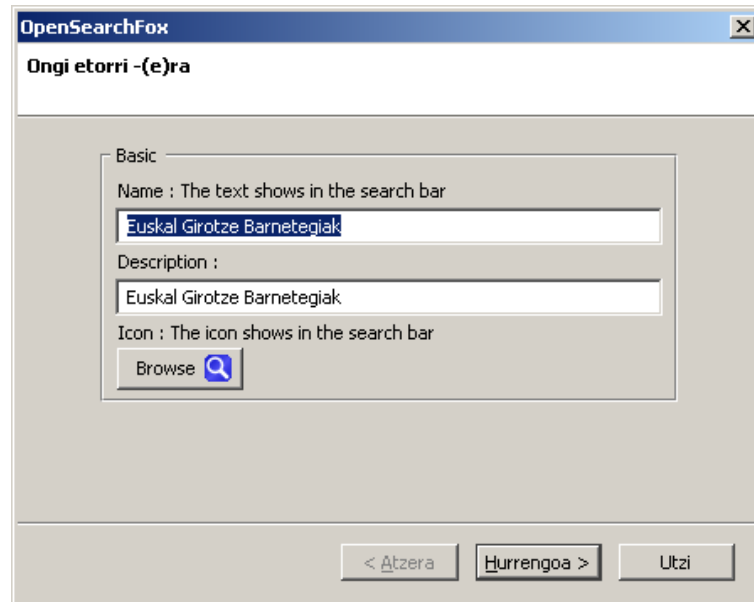 OpenSearchFox
Ongi etorri -(e)ra
Basic
Name : The text shows in the search bar
Euskal Girotze Barnetegiak
Description :
Euskal Girotze Barnetegiak
Icon : The icon shows in the search bar
Browse
< Atzera Hurrengoa > Utzi